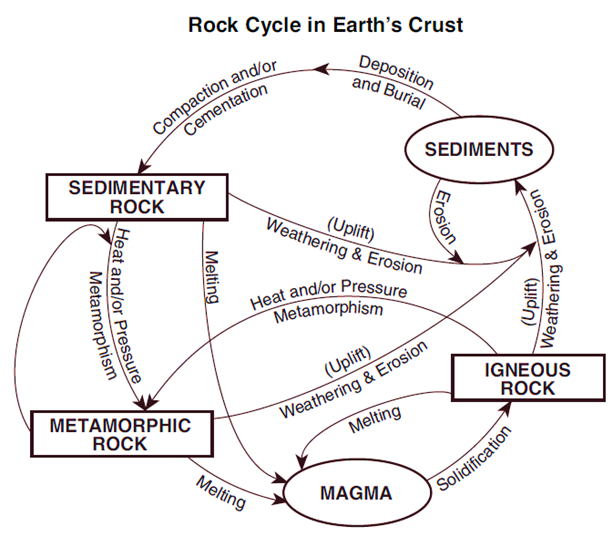 Rock Cycle in Earth's Crust
Deposition
and Burial
Compaction and/or
Cementation
SEDIMENTS
SEDIMENTARY
ROCK
Erosion
(Uplift)
Weathering & Erosion
(Uplift)
Weathering & Erosion
Heat and/or Pressure
Metamorphism
Melting
Heat and/or Pressure
Metamorphism
(Uplift)
Weathering & Erosion
IGNEOUS
ROCK
Melting
METAMORPHIC
ROCK
Melting
MAGMA
Solidification